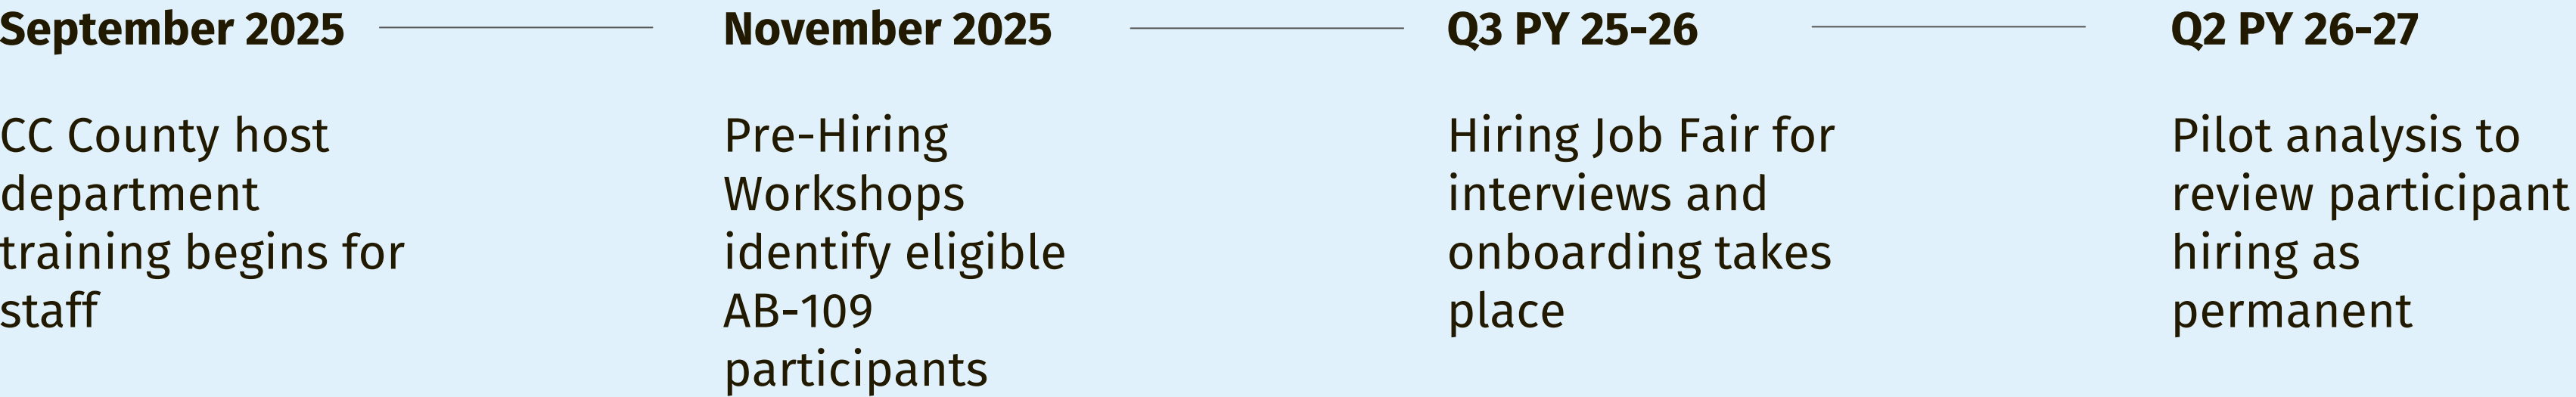 September 2025
CC County host
department
training begins for
staff
November 2025
Pre-Hiring
Workshops
identify eligible
AB-109
participants
Q3 PY 25-26
Hiring Job Fair for
interviews and
onboarding takes
place
Q2 PY 26-27
Pilot analysis to
review participant
hiring as
permanent